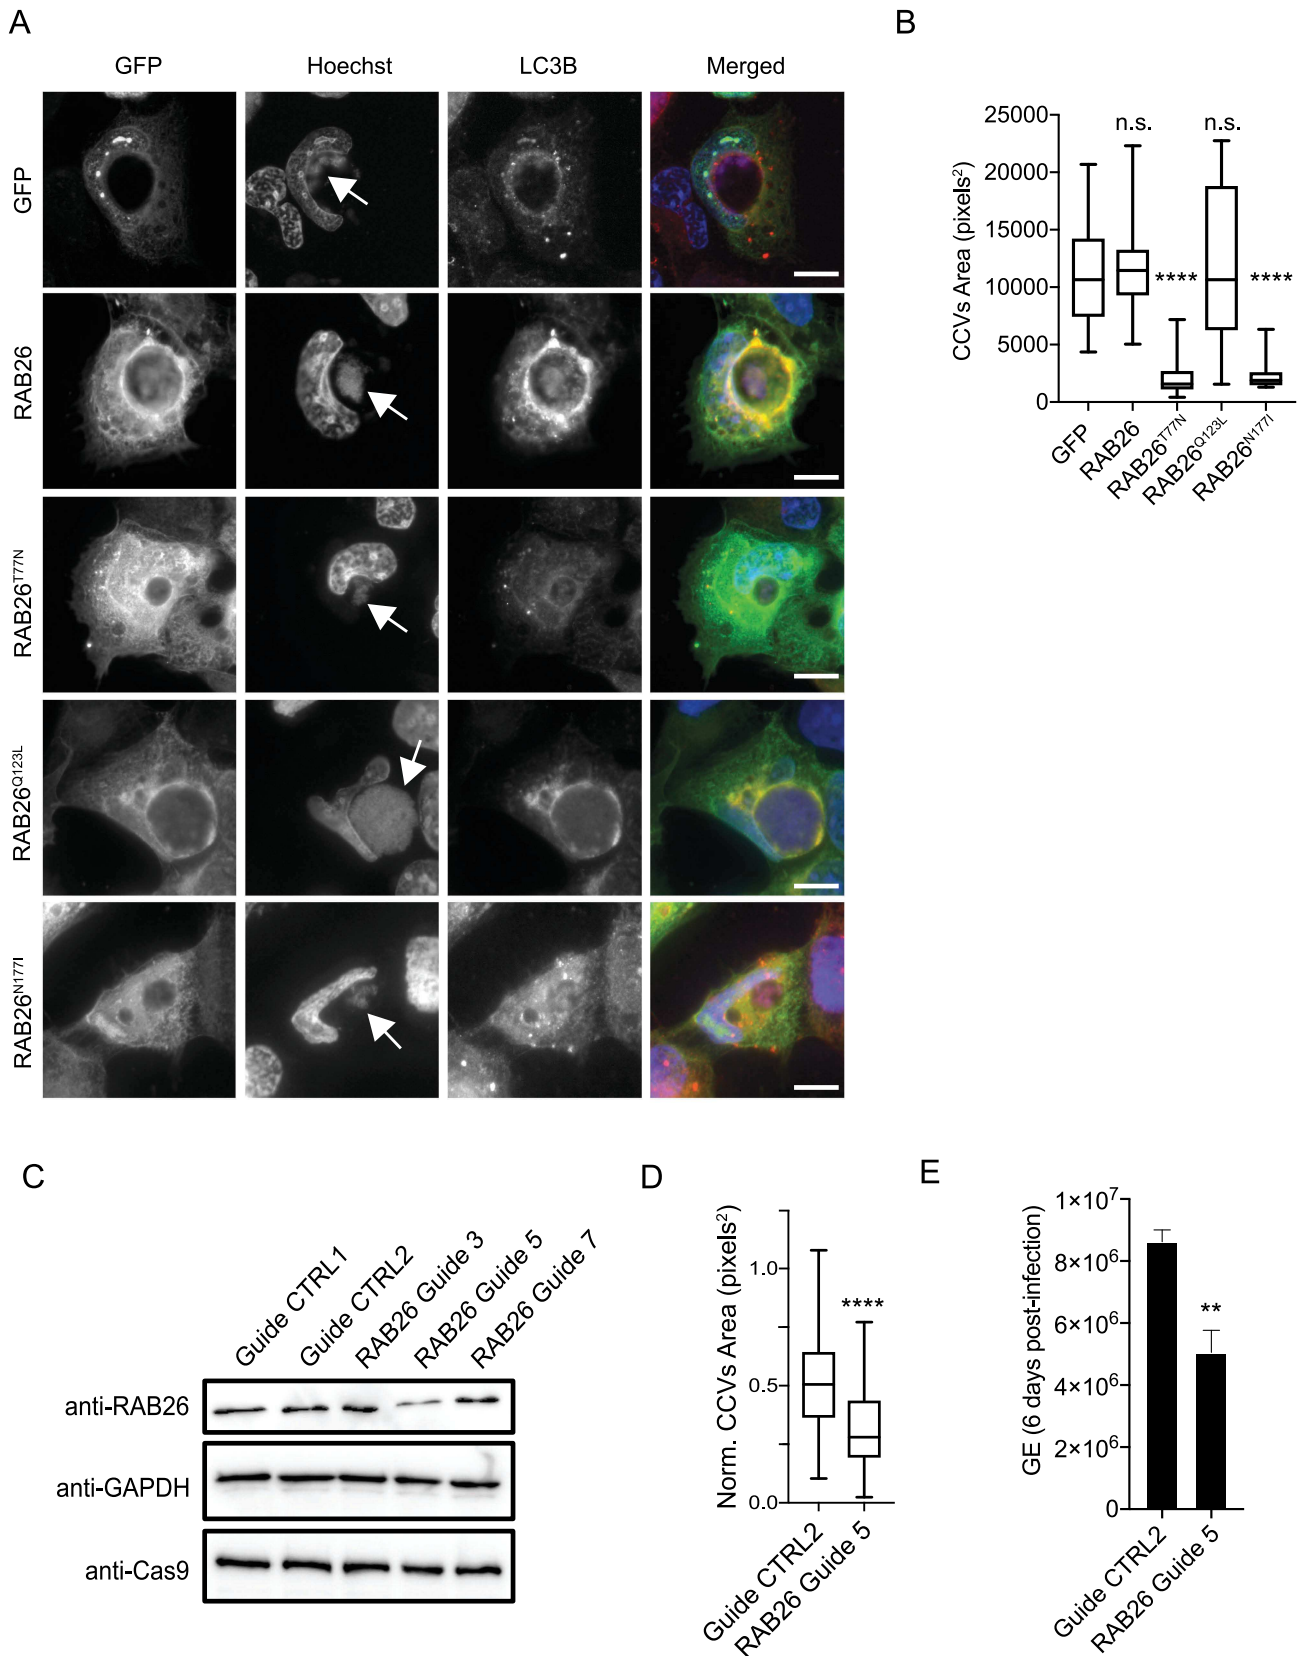 A
B
GFP
Hoechst
LC3B
Merged
GFP
RAB26
RAB26T77N
RAB26Q123L
RAB26N177I
CCVs Area (pixels²)
25000
20000
15000
10000
5000
0
n.s.
****
n.s.
****
GFP
RAB26
RAB26T77N
RAB26Q123L
RAB26N177I
C
Guide CTRL1
Guide CTRL2
RAB26 Guide 3
RAB26 Guide 5
RAB26 Guide 7
anti-RAB26
anti-GAPDH
anti-Cas9
D
Norm. CCVs Area (pixels²)
1.0
0.5
0.0
****
Guide CTRL2
RAB26 Guide 5
E
GE (6 days post-infection)
1×10⁷
8×10⁶
6×10⁶
4×10⁶
2×10⁶
0
**
Guide CTRL2
RAB26 Guide 5